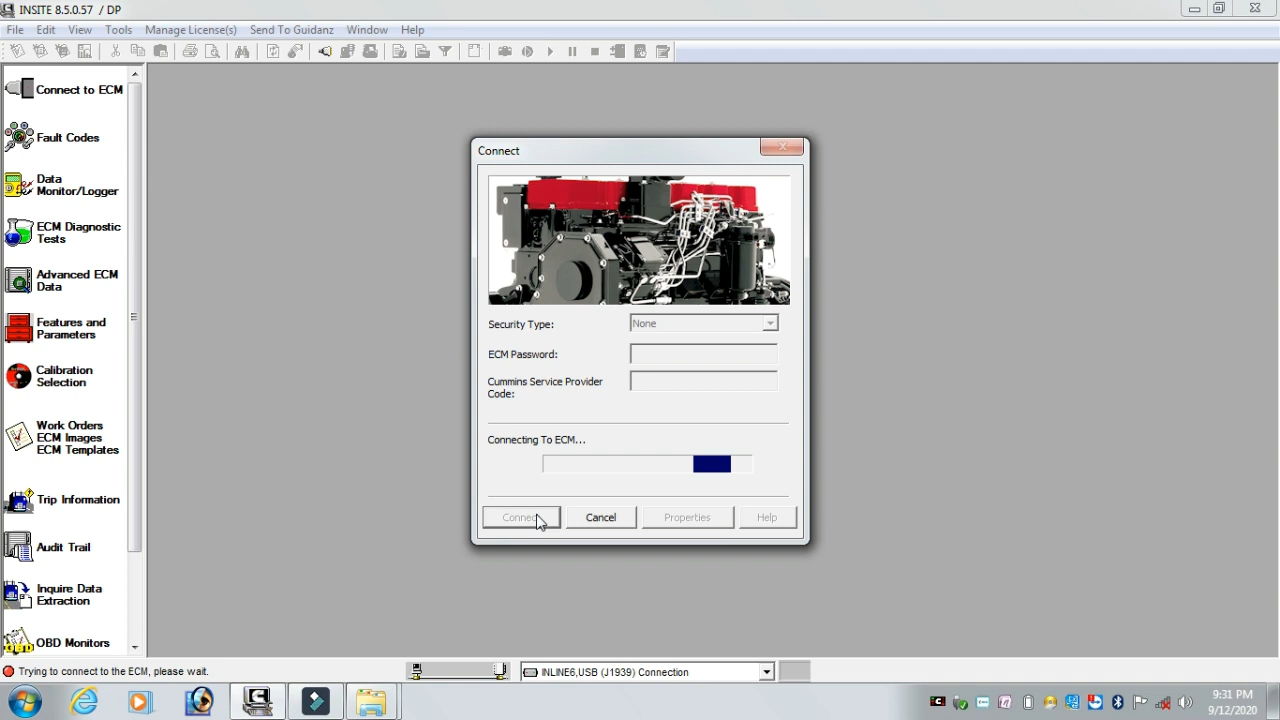 INSITE 8.5.0.57 / DP
File Edit View Tools Manage License(s) Send To Guidanz Window Help
Connect to ECM
Fault Codes
Data
Monitor/Logger
ECM Diagnostic
Tests
Advanced ECM
Data
Features and
Parameters
Calibration
Selection
Work Orders
ECM Images
ECM Templates
Trip Information
Audit Trail
Inquire Data
Extraction
OBD Monitors
Connect
Security Type: None
ECM Password:
Cummins Service Provider
Code:
Connecting To ECM...
Connect Cancel Properties Help
Trying to connect to the ECM, please wait. INLINE6,USB (J1939) Connection
9:31 PM
9/12/2020